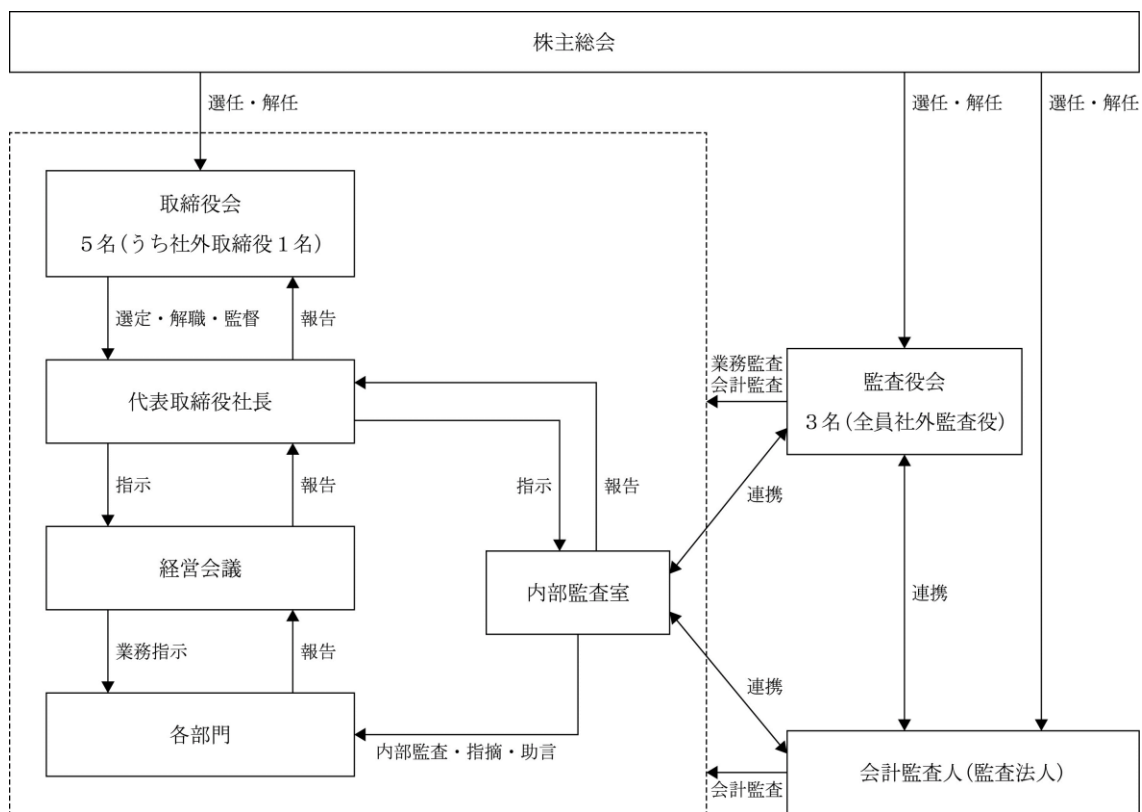 株主総会
選任・解任
選任・解任
選任・解任
取締役会
5名(うち社外取締役1名)
選定・解職・監督
報告
代表取締役社長
業務監査
会計監査
監査役会
3名(全員社外監査役)
指示
報告
指示
報告
連携
経営会議
内部監査室
連携
業務指示
報告
連携
各部門
内部監査・指摘・助言
会計監査人(監査法人)
会計監査